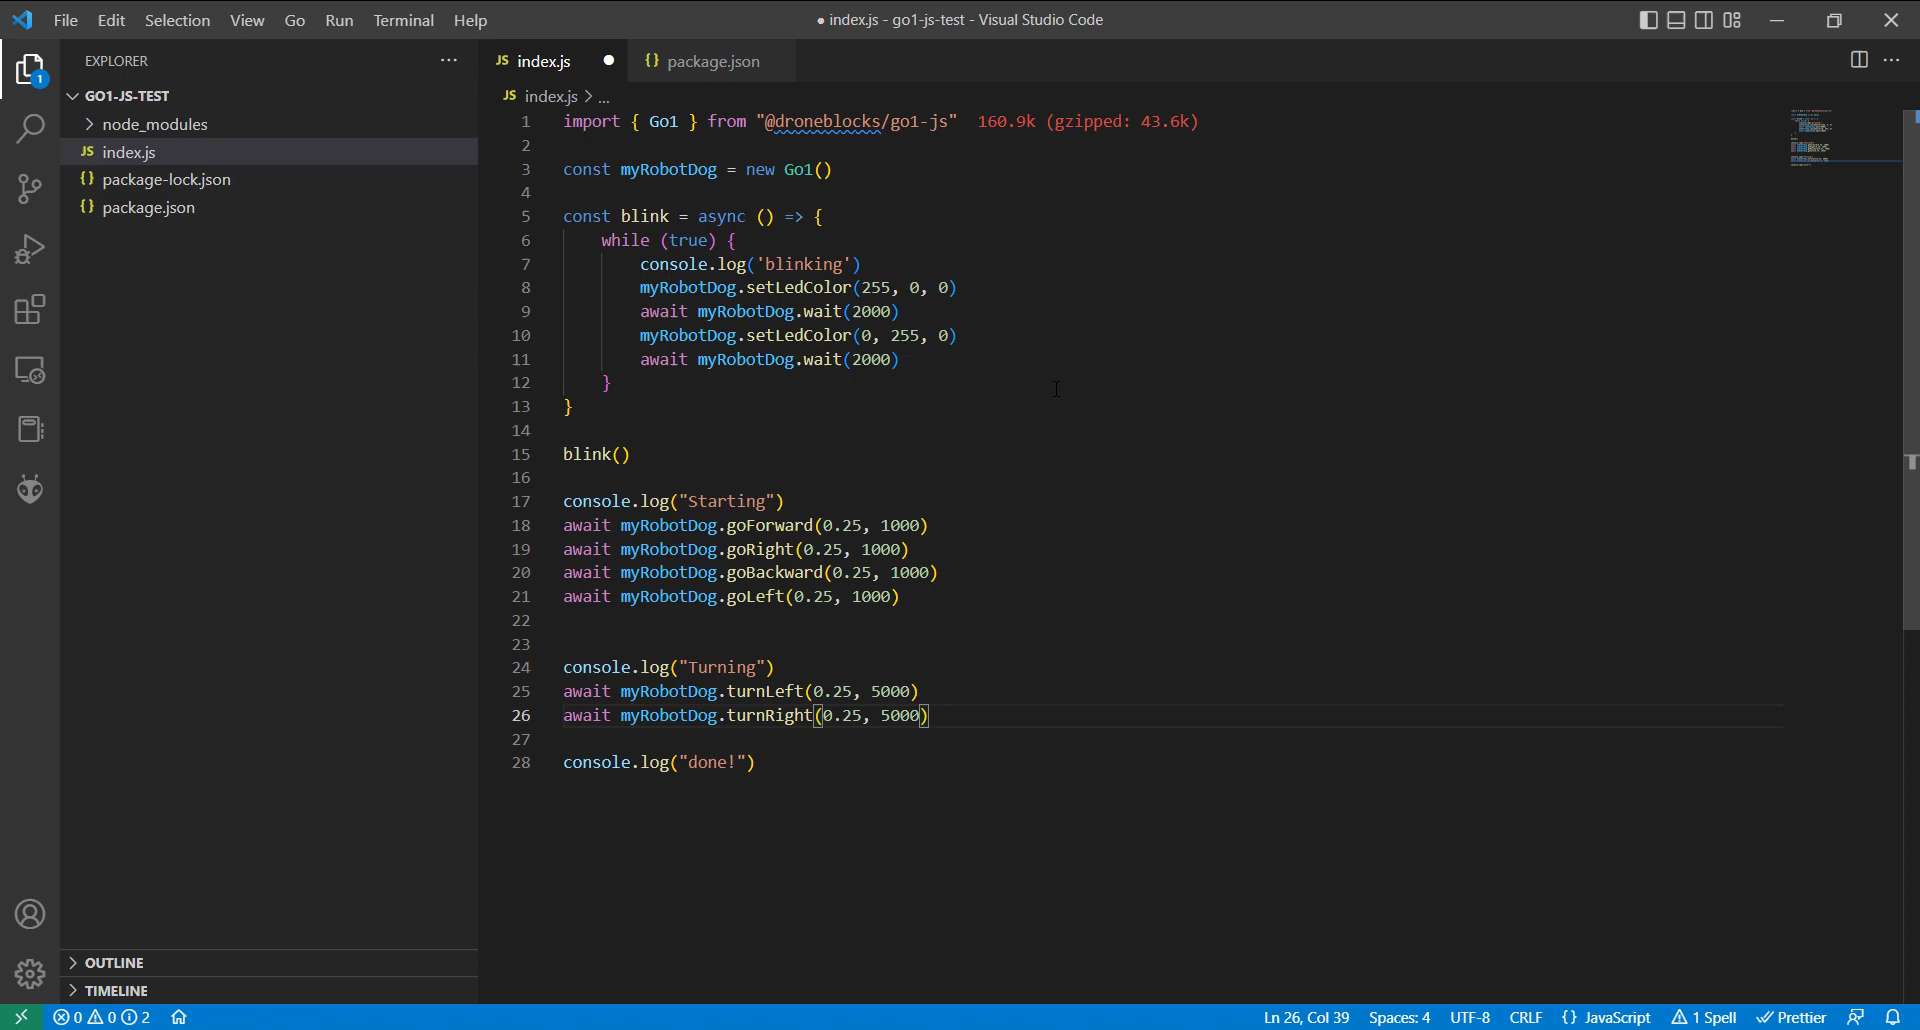 File Edit Selection View Go Run Terminal Help
● index.js - go1-js-test - Visual Studio Code
EXPLORER
GO1-JS-TEST
node_modules
JS index.js
{} package-lock.json
{} package.json
OUTLINE
TIMELINE
1
JS index.js ● {} package.json
JS index.js > ...
1 import { Go1 } from "@droneblocks/go1-js" 160.9k (gzipped: 43.6k)
2
3 const myRobotDog = new Go1()
4
5 const blink = async () => {
6 while (true) {
7 console.log('blinking')
8 myRobotDog.setLedColor(255, 0, 0)
9 await myRobotDog.wait(2000)
10 myRobotDog.setLedColor(0, 255, 0)
11 await myRobotDog.wait(2000)
12 }
13 }
14
15 blink()
16
17 console.log("Starting")
18 await myRobotDog.goForward(0.25, 1000)
19 await myRobotDog.goRight(0.25, 1000)
20 await myRobotDog.goBackward(0.25, 1000)
21 await myRobotDog.goLeft(0.25, 1000)
22
23
24 console.log("Turning")
25 await myRobotDog.turnLeft(0.25, 5000)
26 await myRobotDog.turnRight(0.25, 5000)
27
28 console.log("done!")
0 0 2
Ln 26, Col 39 Spaces: 4 UTF-8 CRLF {} JavaScript 1 Spell Prettier